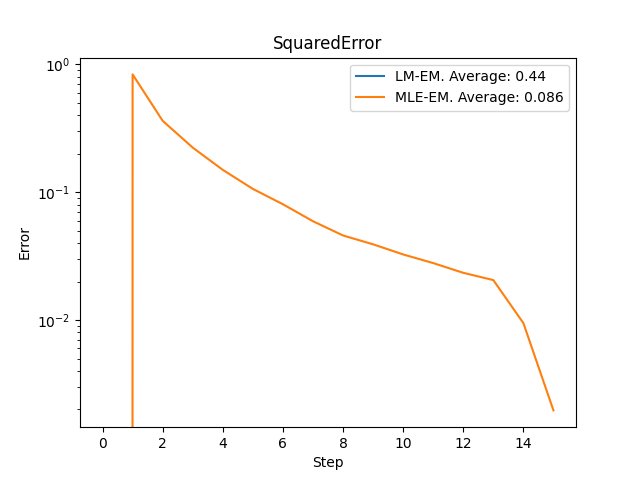 SquaredError
LM-EM. Average: 0.44
MLE-EM. Average: 0.086
10⁰
10⁻¹
10⁻²
Error
0 2 4 6 8 10 12 14
Step